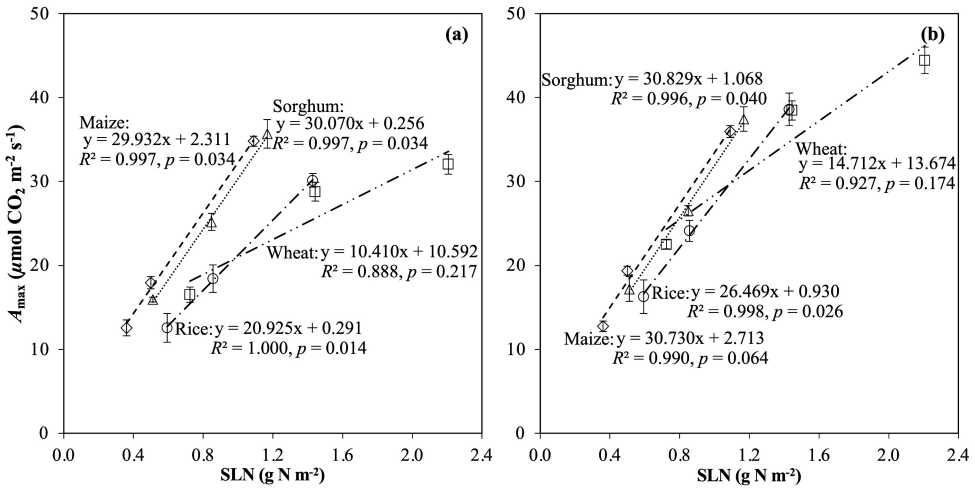 50
40
30
20
10
0
A_max (μmol CO₂ m⁻² s⁻¹)
(a)
Maize:
y = 29.932x + 2.311
R² = 0.997, p = 0.034
Sorghum:
y = 30.070x + 0.256
R² = 0.997, p = 0.034
Wheat: y = 10.410x + 10.592
R² = 0.888, p = 0.217
Rice: y = 20.925x + 0.291
R² = 1.000, p = 0.014
0.0 0.4 0.8 1.2 1.6 2.0 2.4
SLN (g N m⁻²)
50
40
30
20
10
0
(b)
Sorghum: y = 30.829x + 1.068
R² = 0.996, p = 0.040
Wheat:
y = 14.712x + 13.674
R² = 0.927, p = 0.174
Rice: y = 26.469x + 0.930
R² = 0.998, p = 0.026
Maize: y = 30.730x + 2.713
R² = 0.990, p = 0.064
0.0 0.4 0.8 1.2 1.6 2.0 2.4
SLN (g N m⁻²)